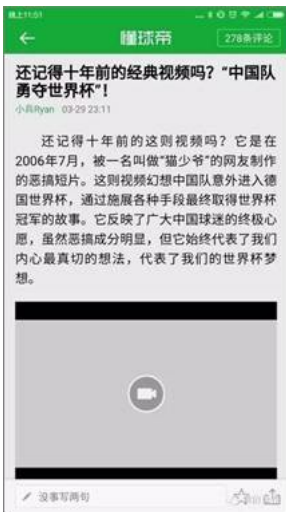 晚上11:51
懂球帝
278条评论
还记得十年前的经典视频吗？“中国队
勇夺世界杯”！
小兵Ryan 03-29 23:11
还记得十年前的这则视频吗？它是在
2006年7月，被一名叫做“猫少爷”的网友制作
的恶搞短片。这则视频幻想中国队意外进入德
国世界杯，通过施展各种手段最终取得世界杯
冠军的故事。它反映了广大中国球迷的终极心
愿，虽然恶搞成分明显，但它始终代表了我们
内心最真切的想法，代表了我们的世界杯梦
想。
没事写两句